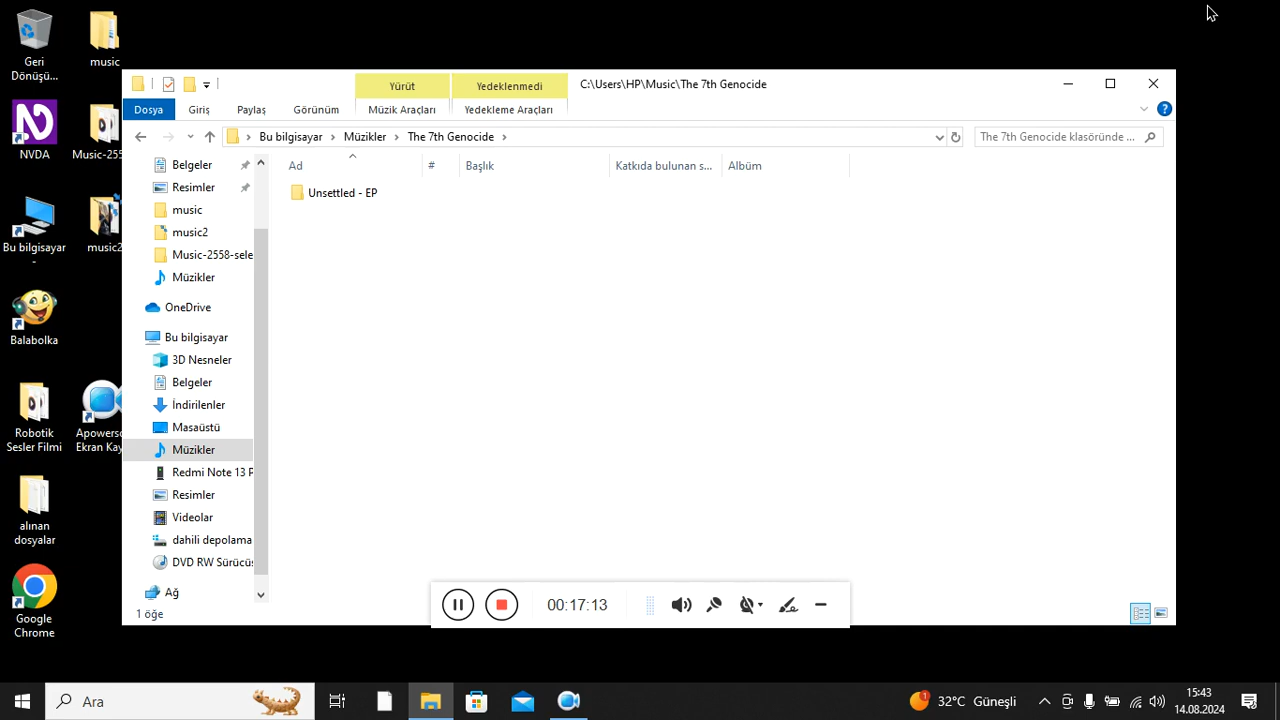 Geri
Dönüşü...
music
NVDA
Music-255
Bu bilgisayar
-
music2
Balabolka
Robotik
Sesler Filmi
Apowerso
Ekran Kay
alınan
dosyalar
Google
Chrome
Yürüt
Yedeklenmedi
C:\Users\HP\Music\The 7th Genocide
Dosya
Giriş
Paylaş
Görünüm
Müzik Araçları
Yedekleme Araçları
Bu bilgisayar > Müzikler > The 7th Genocide >
The 7th Genocide klasöründe ...
Ad
#
Başlık
Katkıda bulunan s...
Albüm
Unsettled - EP
Belgeler
Resimler
music
music2
Music-2558-sele
Müzikler
OneDrive
Bu bilgisayar
3D Nesneler
Belgeler
İndirilenler
Masaüstü
Müzikler
Redmi Note 13 P
Resimler
Videolar
dahili depolama
DVD RW Sürücüs
Ağ
1 öğe
00:17:13
Ara
32°C Güneşli
15:43
14.08.2024